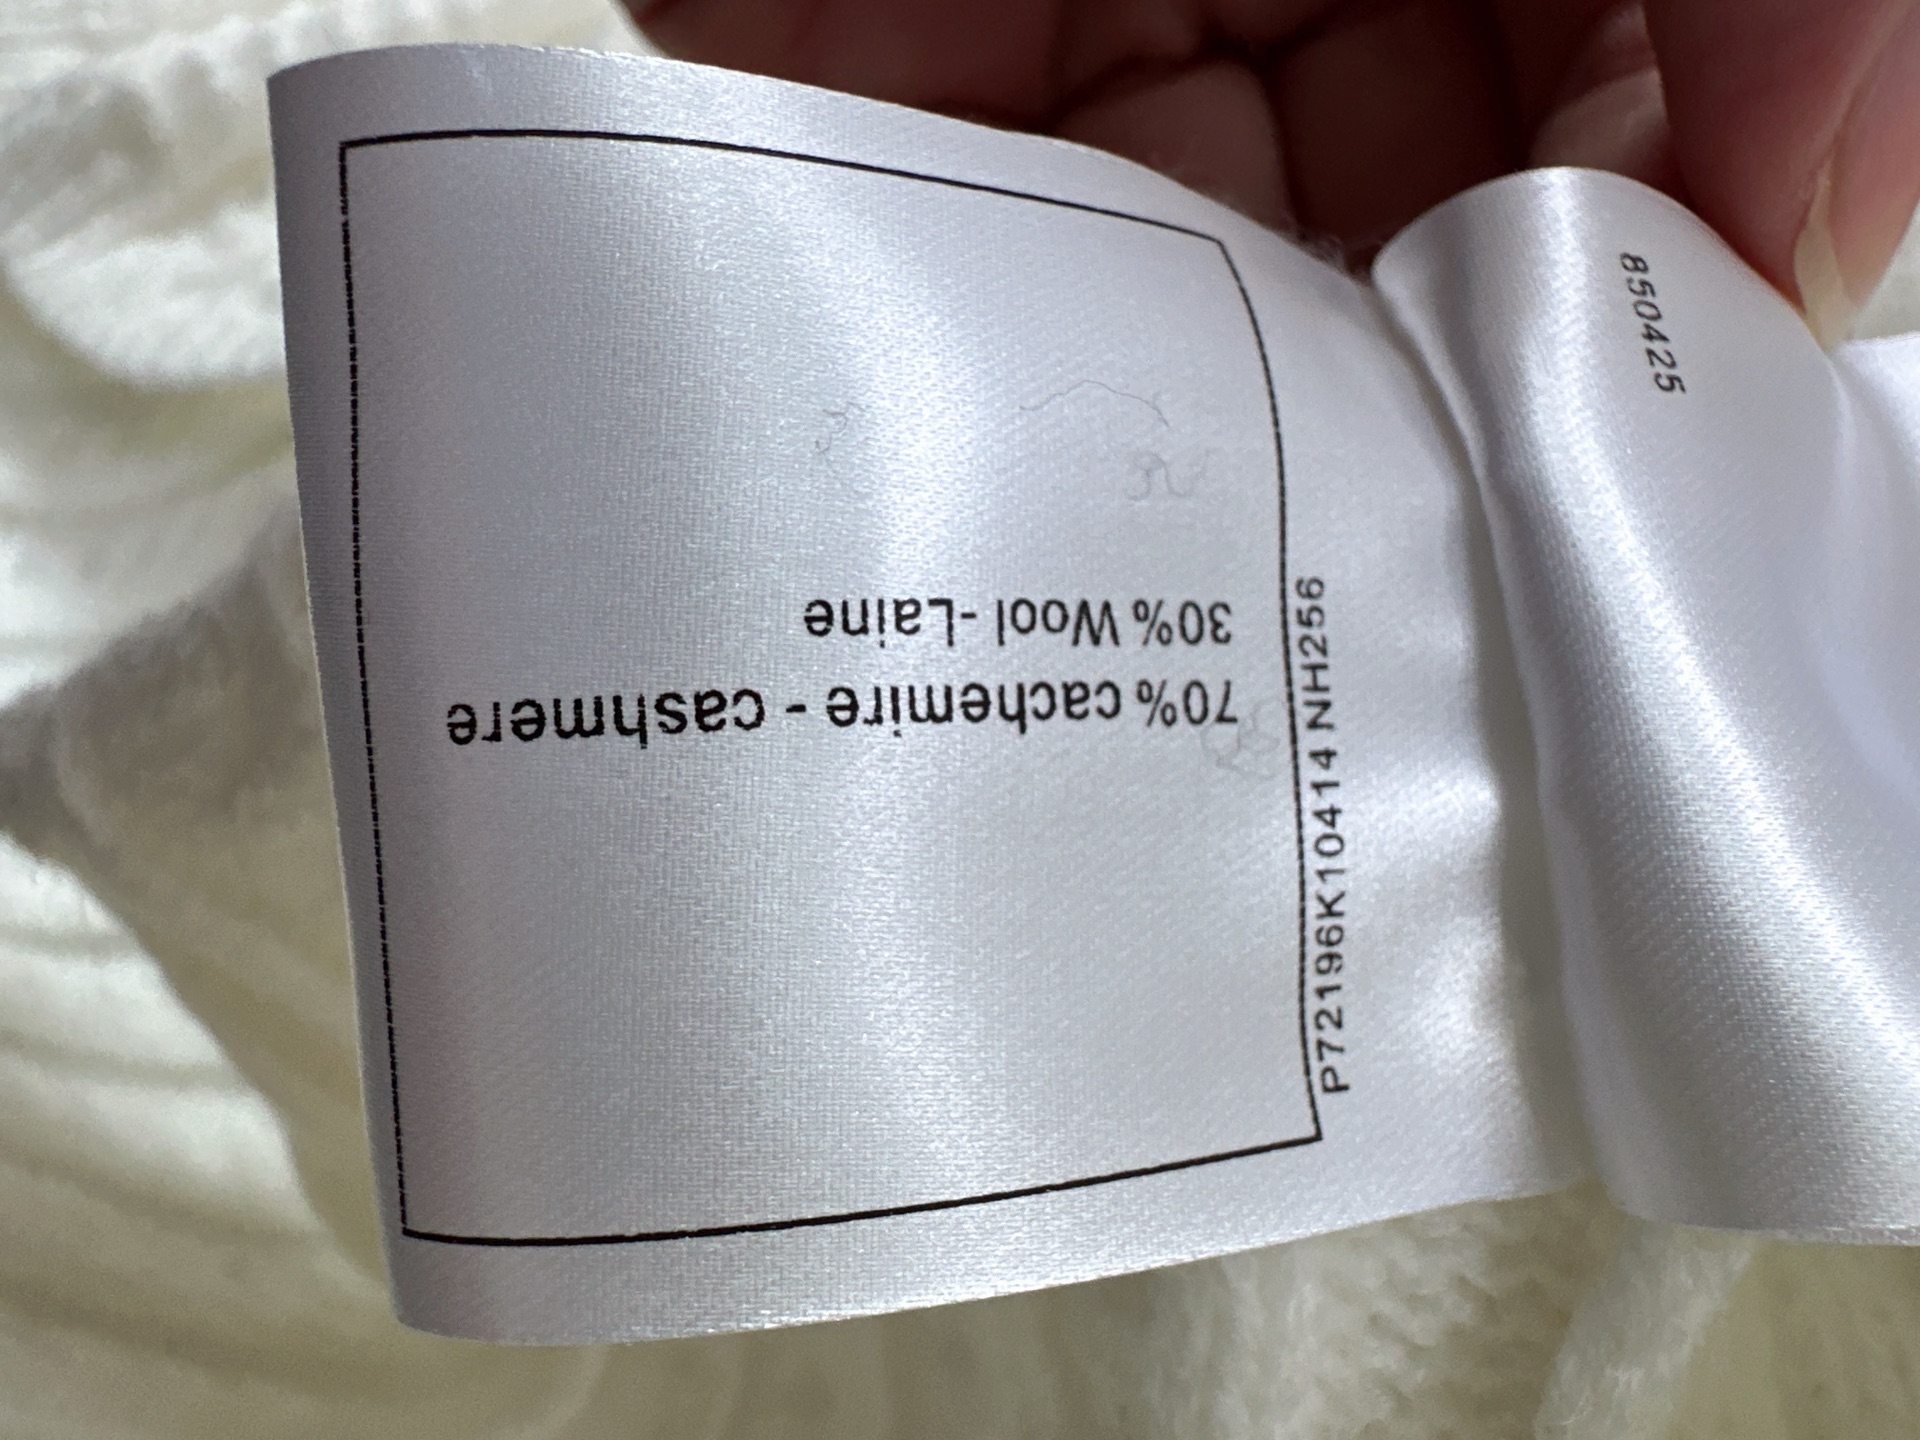 70% cachemire - cashmere
30% Wool -Laine
P72196K10414 NH256
850425